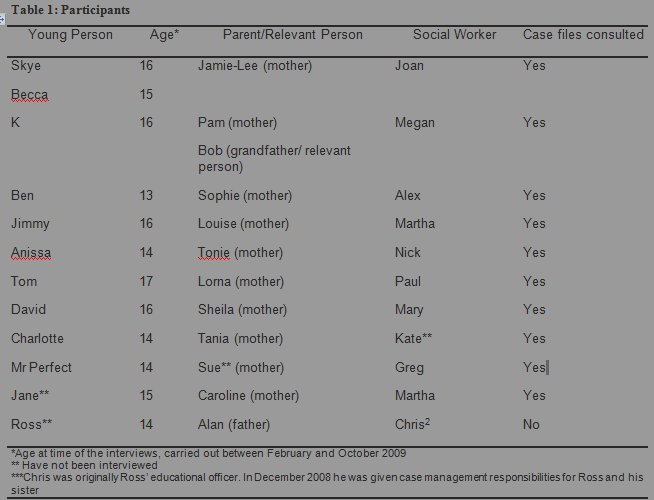 Table 1: Participants
Young Person Age* Parent/Relevant Person Social Worker Case files consulted
Skye 16 Jamie-Lee (mother) Joan Yes
Becca 15
K 16 Pam (mother) Megan Yes
Bob (grandfather/ relevant
person)
Ben 13 Sophie (mother) Alex Yes
Jimmy 16 Louise (mother) Martha Yes
Anissa 14 Tonie (mother) Nick Yes
Tom 17 Lorna (mother) Paul Yes
David 16 Sheila (mother) Mary Yes
Charlotte 14 Tania (mother) Kate** Yes
Mr Perfect 14 Sue** (mother) Greg Yes
Jane** 15 Caroline (mother) Martha Yes
Ross** 14 Alan (father) Chris² No
*Age at time of the interviews, carried out between February and October 2009
** Have not been interviewed
***Chris was originally Ross' educational officer. In December 2008 he was given case management responsibilities for Ross and his
sister